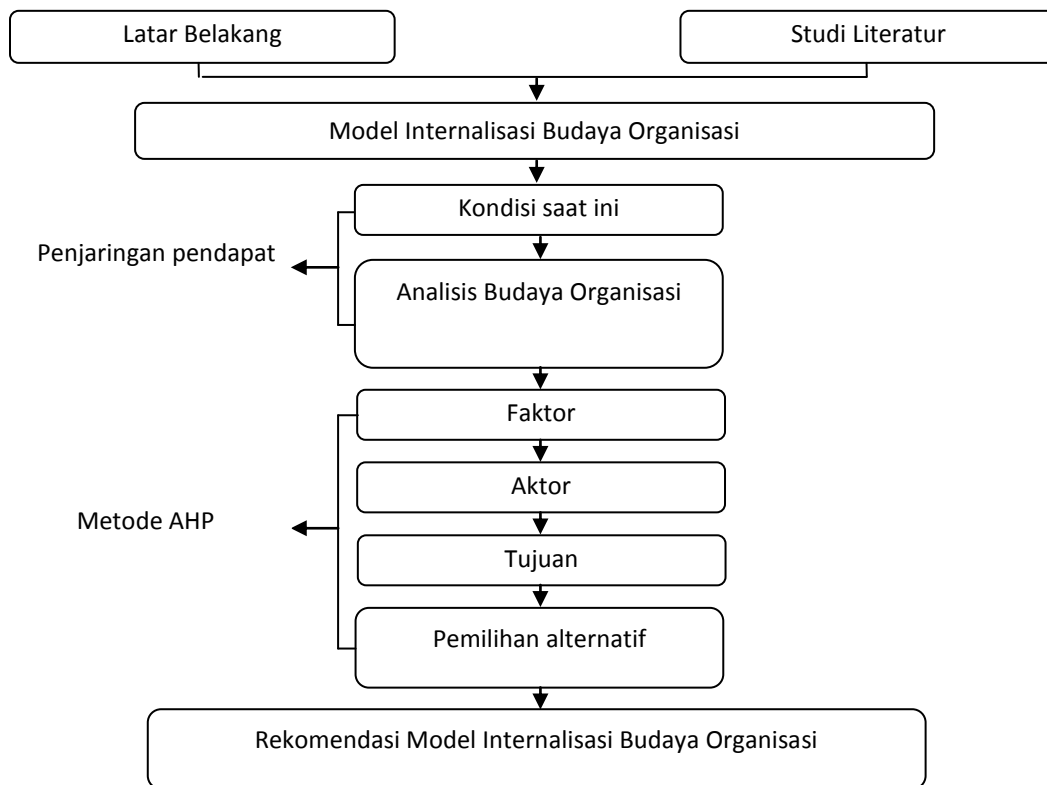 Latar Belakang
Studi Literatur
Model Internalisasi Budaya Organisasi
Kondisi saat ini
Penjaringan pendapat
Analisis Budaya Organisasi
Faktor
Aktor
Metode AHP
Tujuan
Pemilihan alternatif
Rekomendasi Model Internalisasi Budaya Organisasi